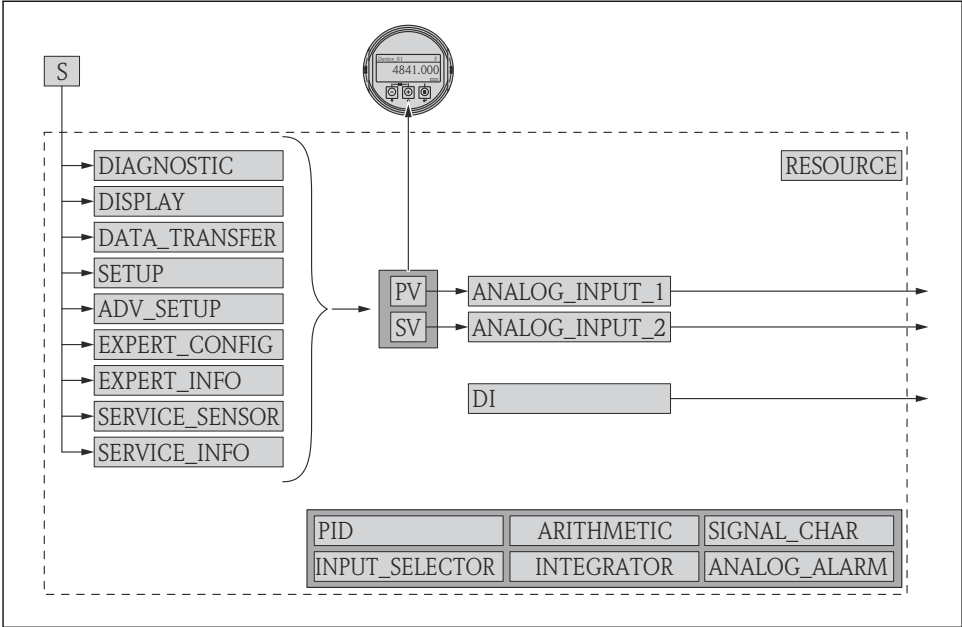 S
Device_01 F
4841.000
mm
DIAGNOSTIC
DISPLAY
DATA_TRANSFER
SETUP
ADV_SETUP
EXPERT_CONFIG
EXPERT_INFO
SERVICE_SENSOR
SERVICE_INFO
RESOURCE
PV
ANALOG_INPUT_1
SV
ANALOG_INPUT_2
DI
PID
ARITHMETIC
SIGNAL_CHAR
INPUT_SELECTOR
INTEGRATOR
ANALOG_ALARM